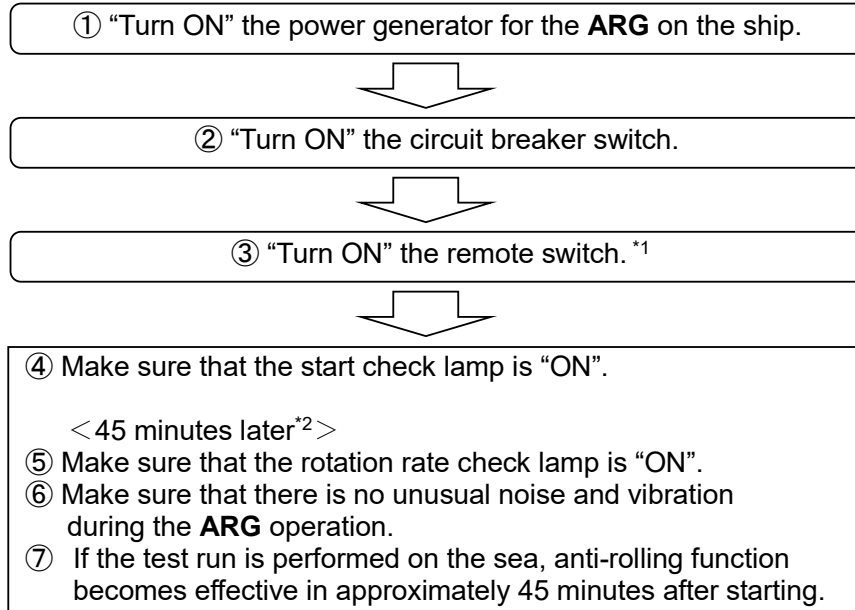 ① “Turn ON” the power generator for the ARG on the ship.
② “Turn ON” the circuit breaker switch.
③ “Turn ON” the remote switch. *1
④ Make sure that the start check lamp is “ON”.
＜45 minutes later*2＞
⑤ Make sure that the rotation rate check lamp is “ON”.
⑥ Make sure that there is no unusual noise and vibration
during the ARG operation.
⑦ If the test run is performed on the sea, anti-rolling function
becomes effective in approximately 45 minutes after starting.